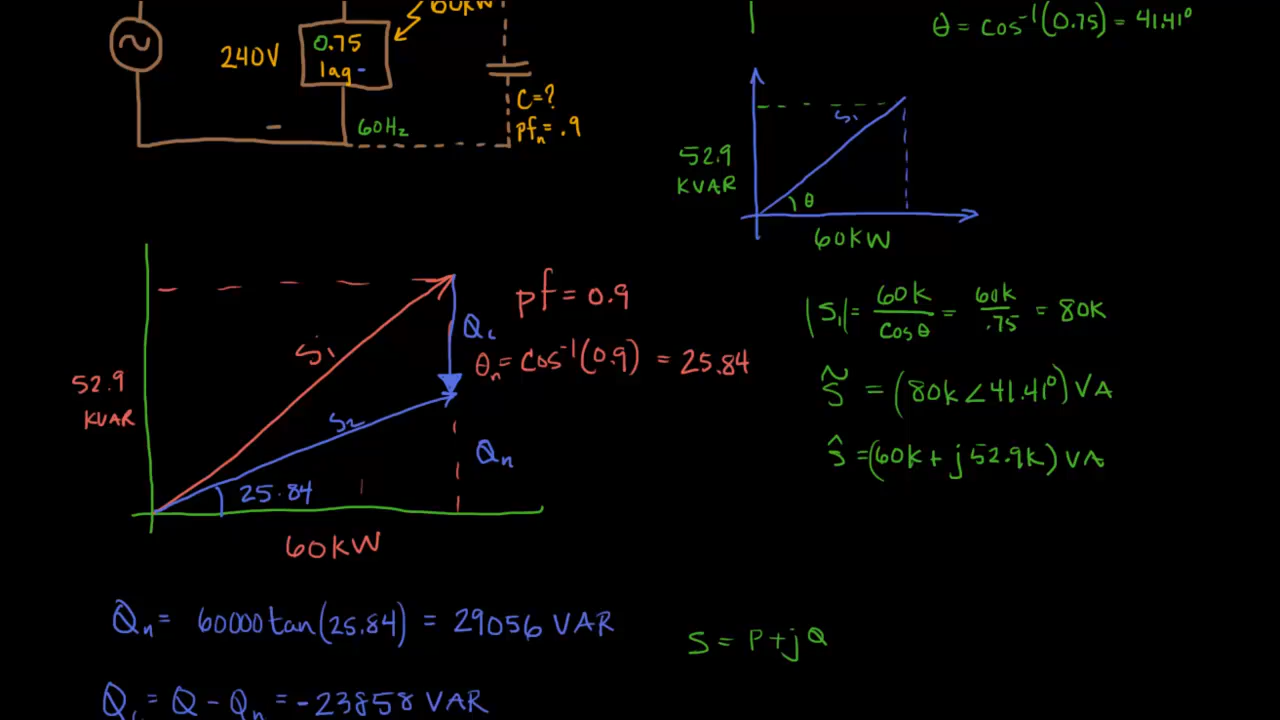 60kW
0.75
lag
240V
60Hz
C=?
pfn = .9
θ = cos⁻¹(0.75) = 41.41°
S₁
52.9
KVAR
θ
60kW
|S₁| = 60k/cosθ = 60k/.75 = 80k
S̃ = (80k∠41.41°) VA
Ŝ = (60k + j52.9k) VA
S = P + jQ
S₁
52.9
KVAR
Qc
pf = 0.9
θn = cos⁻¹(0.9) = 25.84
S₂
Qn
25.84
60kW
Qn = 60000tan(25.84) = 29056 VAR
Qc = Q - Qn = -23858 VAR